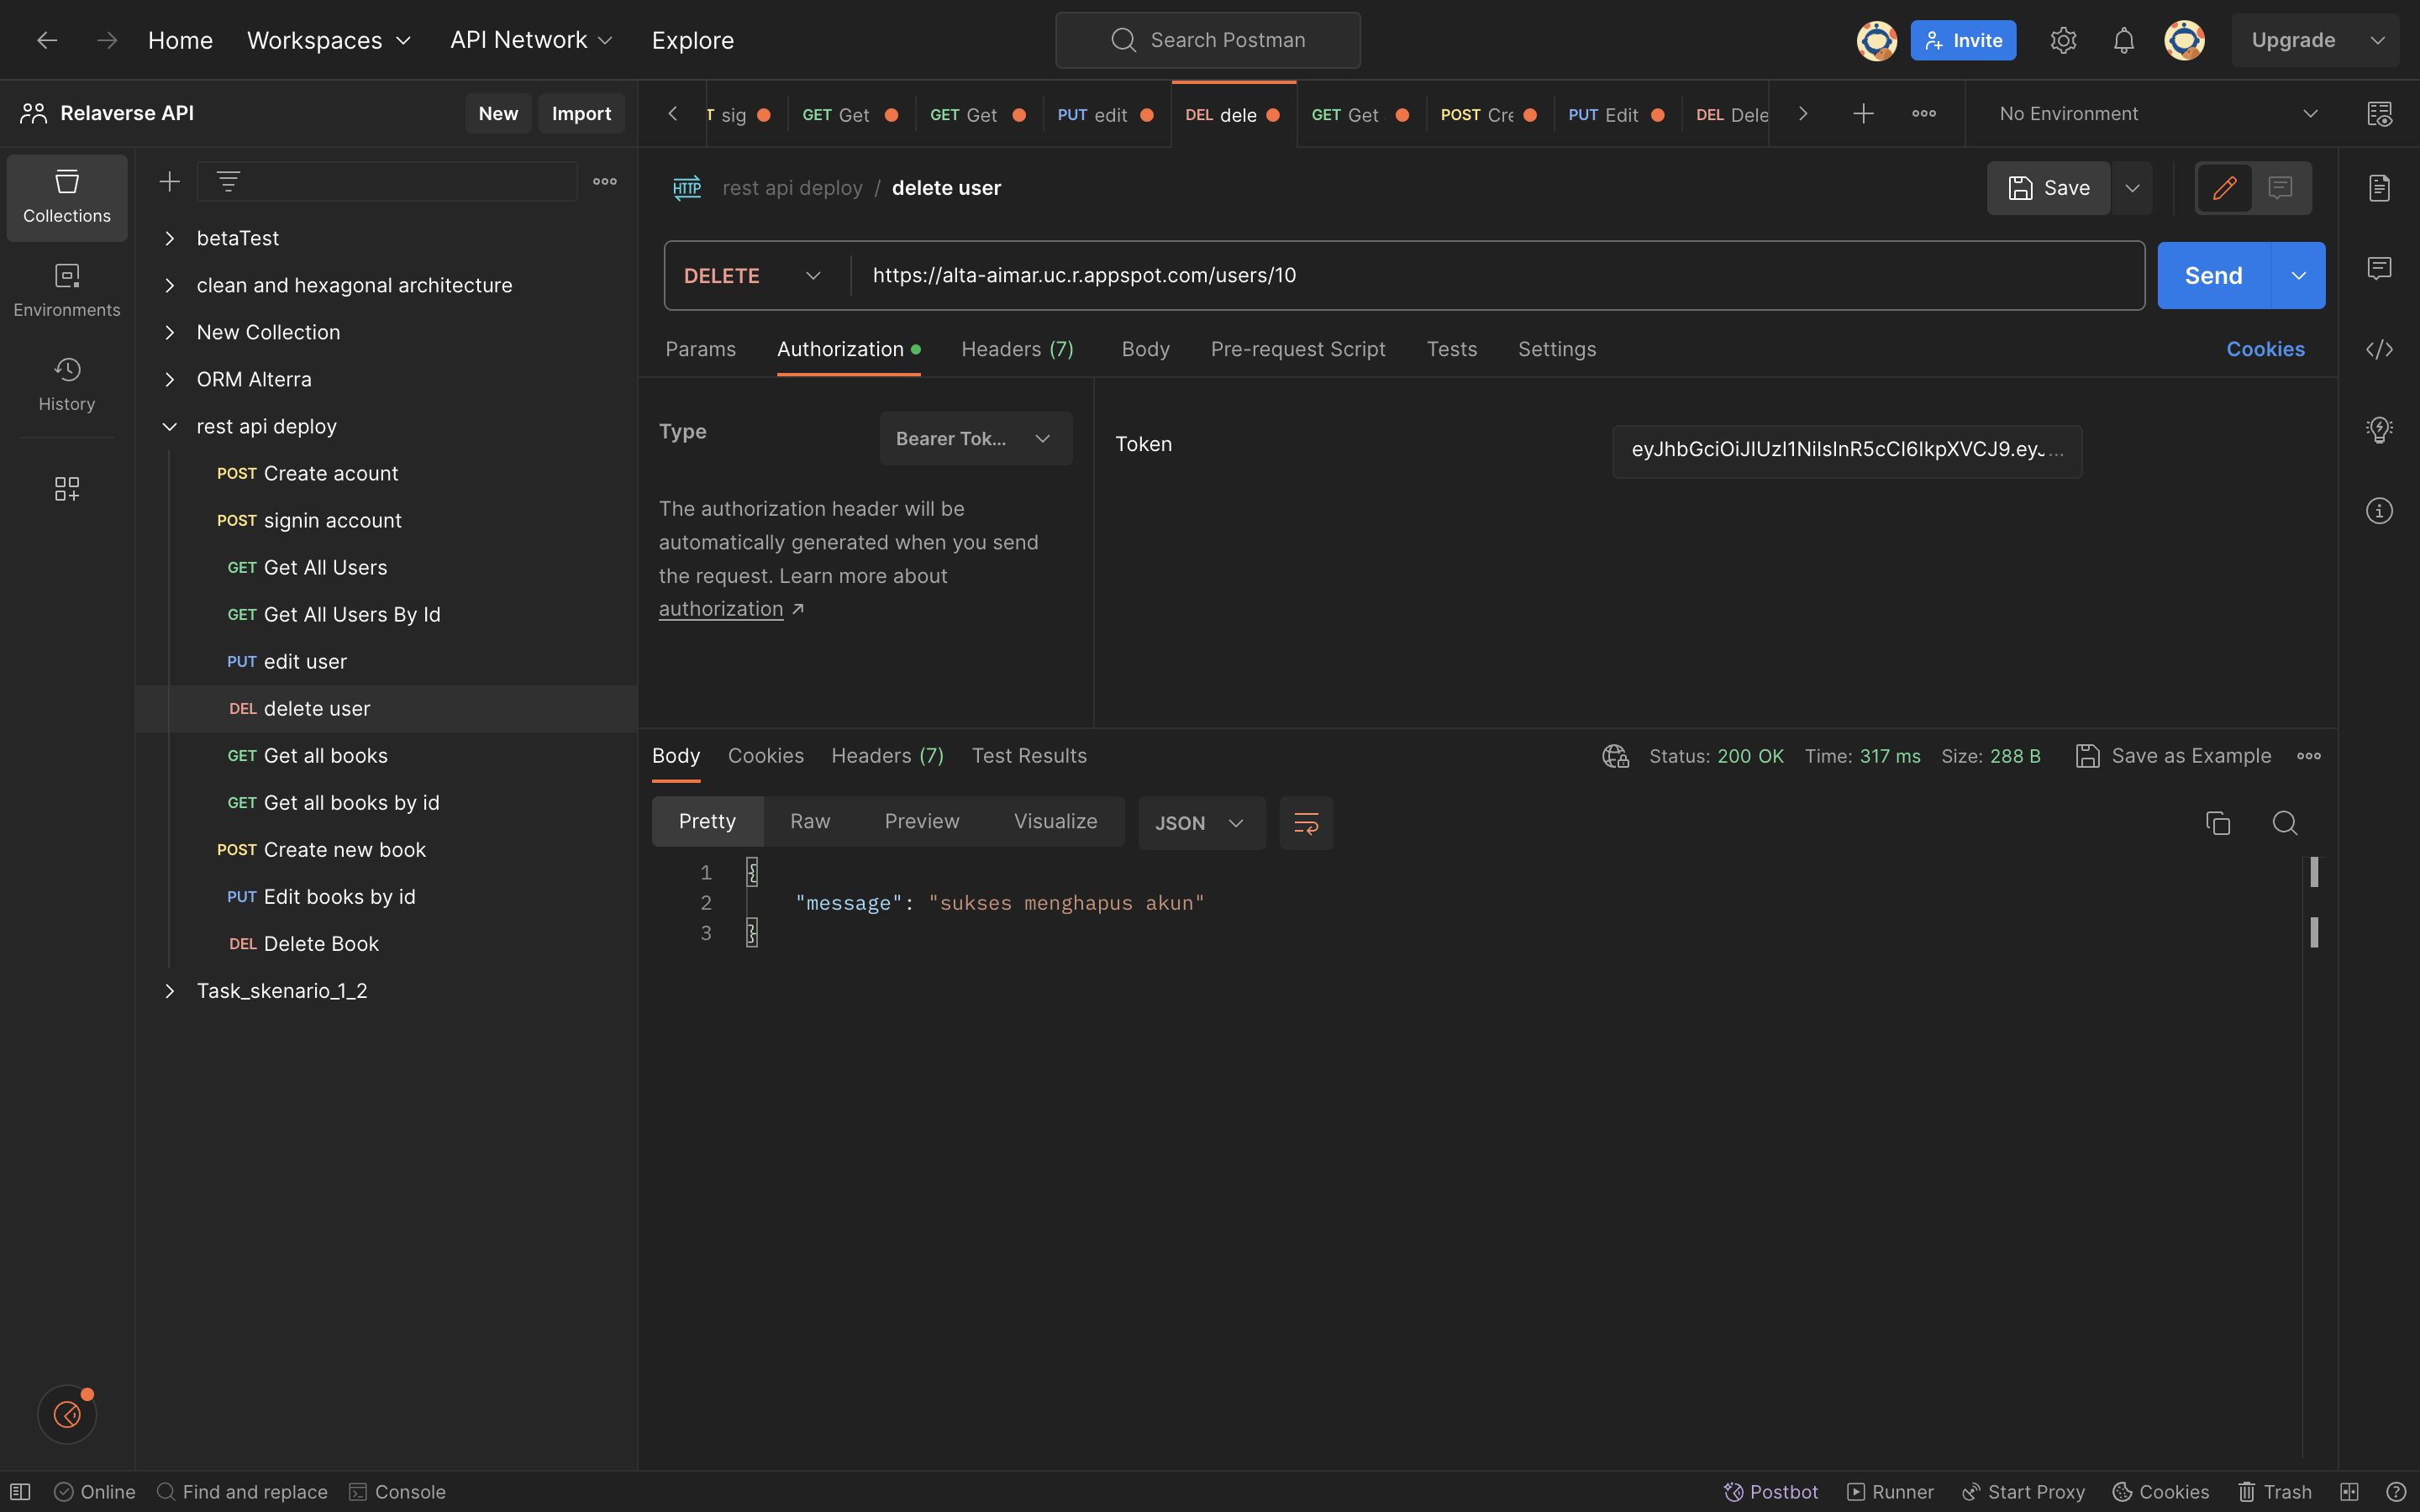 Home Workspaces API Network Explore Search Postman Invite Upgrade
Relaverse API New Import
sig GET Get GET Get PUT edit DEL dele GET Get POST Cre PUT Edit DEL Dele No Environment
Collections
Environments
History
betaTest
clean and hexagonal architecture
New Collection
ORM Alterra
rest api deploy
POST Create acount
POST signin account
GET Get All Users
GET Get All Users By Id
PUT edit user
DEL delete user
GET Get all books
GET Get all books by id
POST Create new book
PUT Edit books by id
DEL Delete Book
Task_skenario_1_2
HTTP rest api deploy / delete user Save
DELETE https://alta-aimar.uc.r.appspot.com/users/10 Send
Params Authorization Headers (7) Body Pre-request Script Tests Settings Cookies
Type Bearer Tok...
The authorization header will be
automatically generated when you send
the request. Learn more about
authorization ↗
Token eyJhbGciOiJIUzI1NiIsInR5cCI6IkpXVCJ9.eyJ...
Body Cookies Headers (7) Test Results Status: 200 OK Time: 317 ms Size: 288 B Save as Example
Pretty Raw Preview Visualize JSON
1 {
2 "message": "sukses menghapus akun"
3 }
Online Find and replace Console Postbot Runner Start Proxy Cookies Trash